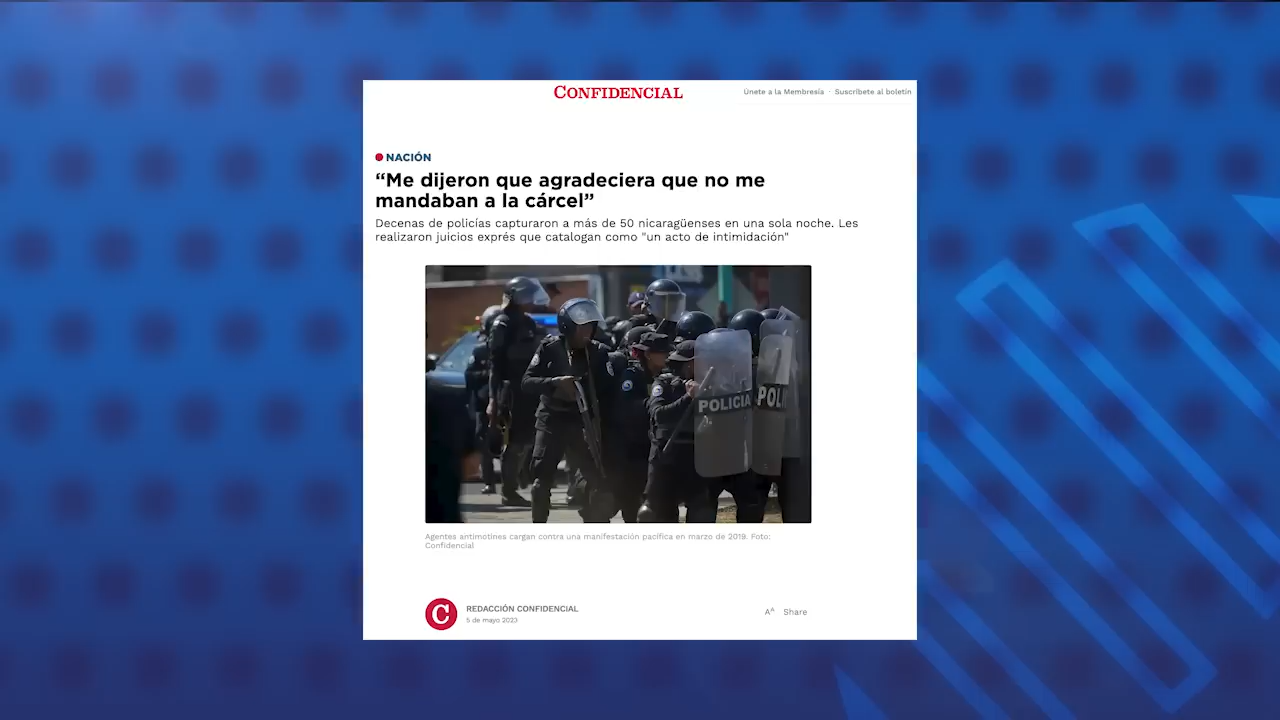 CONFIDENCIAL
Únete a la Membresía · Suscríbete al boletín
NACIÓN
“Me dijeron que agradeciera que no me
mandaban a la cárcel”
Decenas de policías capturaron a más de 50 nicaragüenses en una sola noche. Les
realizaron juicios exprés que catalogan como "un acto de intimidación"
POLICIA
POLI
Agentes antimotines cargan contra una manifestación pacífica en marzo de 2019. Foto:
Confidencial
C
REDACCIÓN CONFIDENCIAL
5 de mayo 2023
AA Share